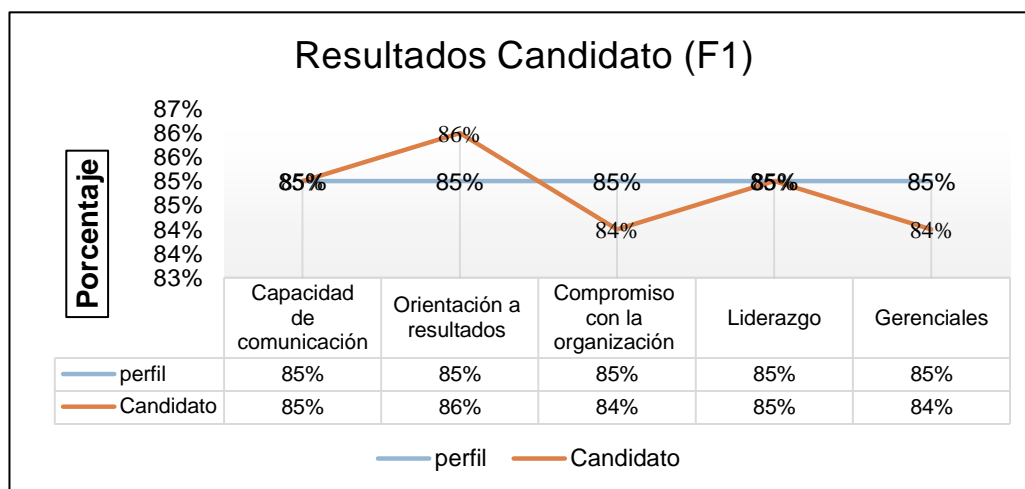 Resultados Candidato (F1)
Porcentaje
87%
86%
86%
85%
85%
84%
84%
83%
85%
85%
86%
85%
85%
84%
85%
85%
85%
84%
Capacidad
de
comunicación
Orientación a
resultados
Compromiso
con la
organización
Liderazgo
Gerenciales
perfil 85% 85% 85% 85% 85%
Candidato 85% 86% 84% 85% 84%
perfil Candidato